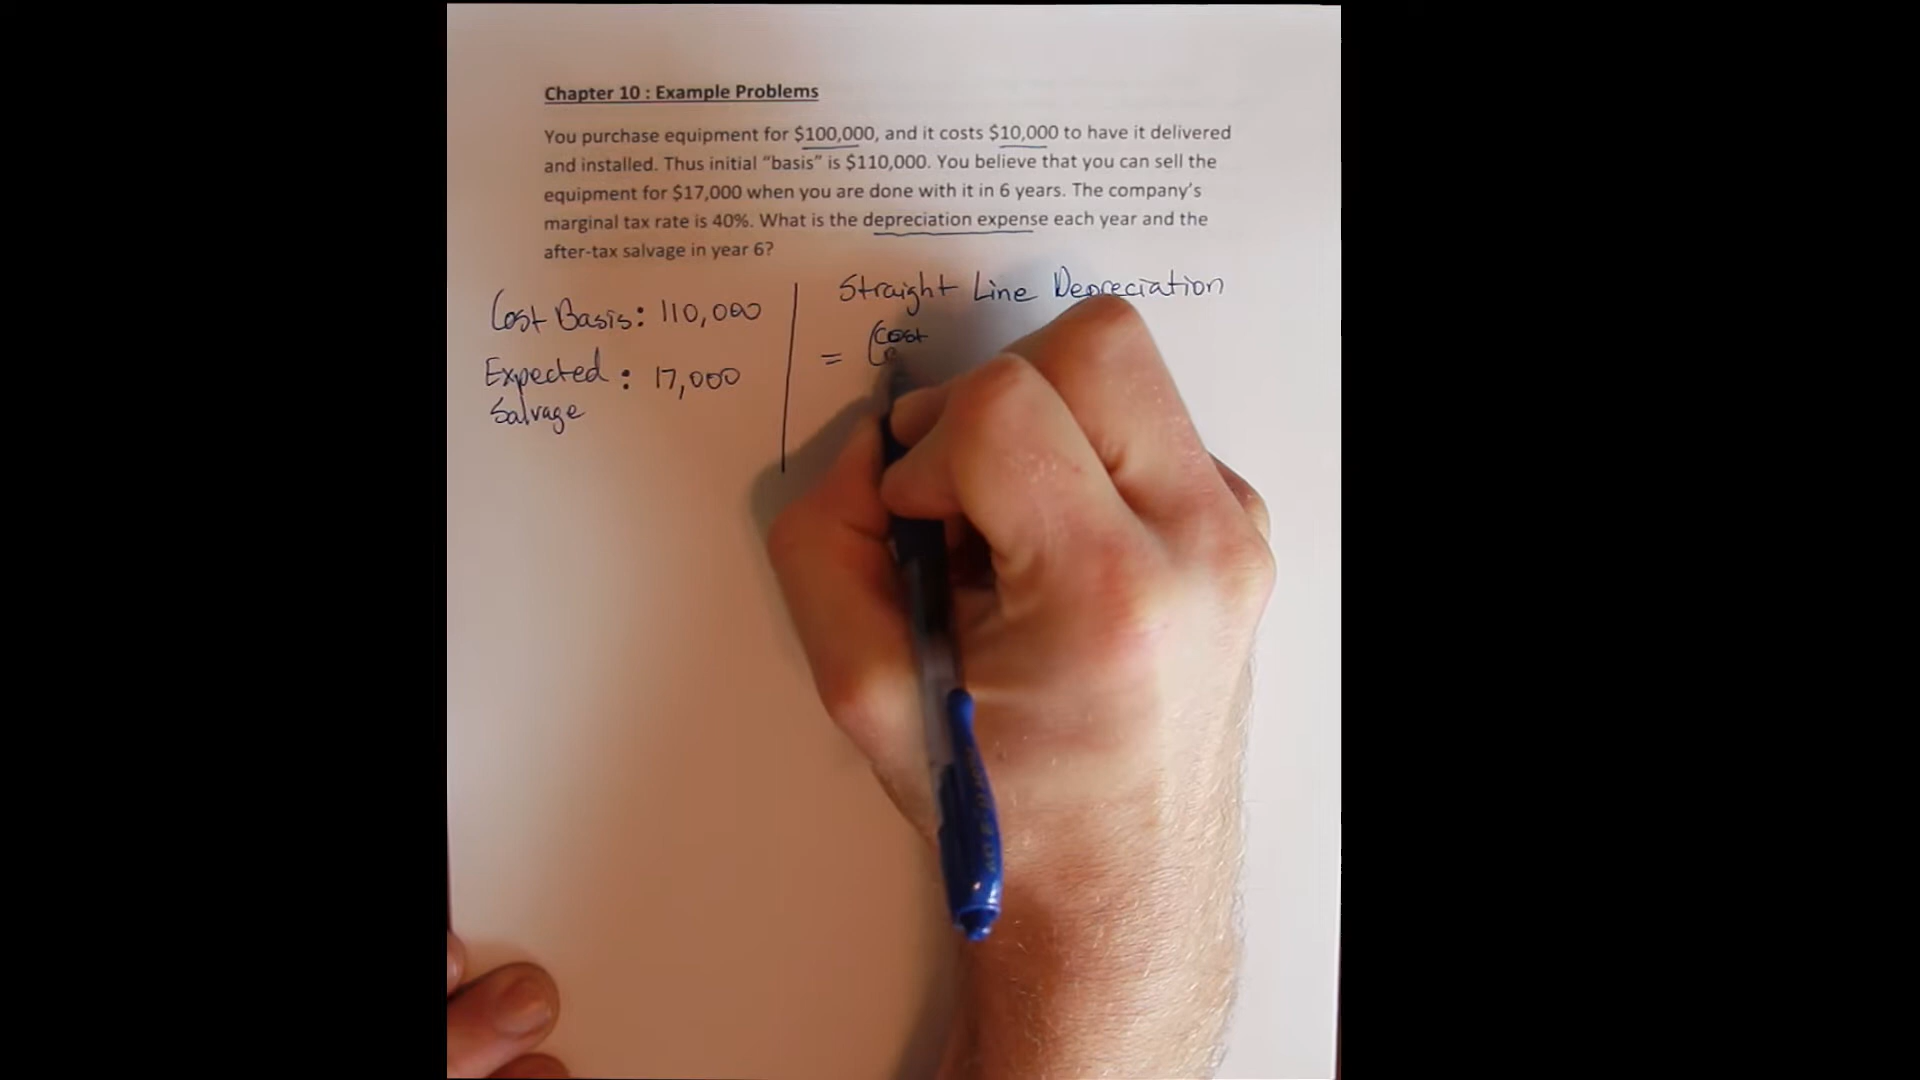 Chapter 10 : Example Problems
You purchase equipment for $100,000, and it costs $10,000 to have it delivered
and installed. Thus initial “basis” is $110,000. You believe that you can sell the
equipment for $17,000 when you are done with it in 6 years. The company’s
marginal tax rate is 40%. What is the depreciation expense each year and the
after-tax salvage in year 6?
Cost Basis: 110,000
Expected : 17,000
Salvage
Straight Line Depreciation
= (Cost